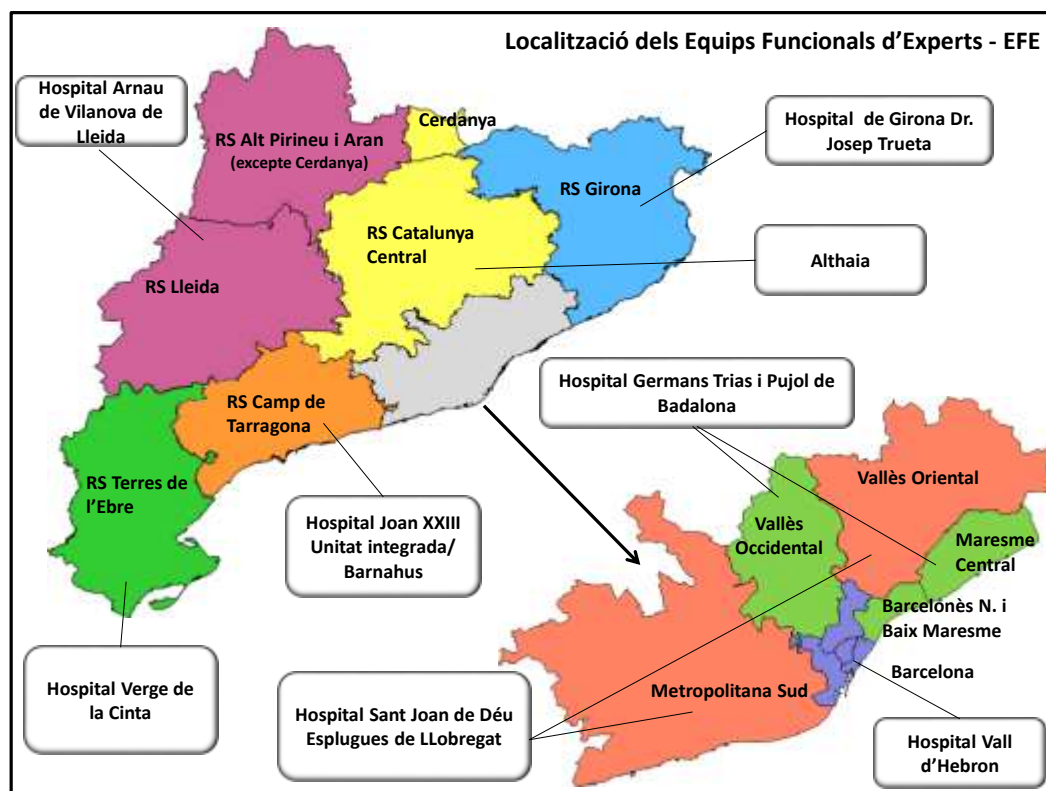 Localització dels Equips Funcionals d'Experts - EFE
Hospital Arnau
de Vilanova de
Lleida
Cerdanya
RS Alt Pirineu i Aran
(excepte Cerdanya)
Hospital de Girona Dr.
Josep Trueta
RS Girona
RS Catalunya
Central
Althaia
RS Lleida
Hospital Germans Trias i Pujol de
Badalona
RS Camp de
Tarragona
RS Terres de
l'Ebre
Vallès Oriental
Hospital Joan XXIII
Unitat integrada/
Barnahus
Vallès
Occidental
Maresme
Central
Barcelonès N. i
Baix Maresme
Barcelona
Metropolitana Sud
Hospital Verge de
la Cinta
Hospital Sant Joan de Déu
Esplugues de LLobregat
Hospital Vall
d'Hebron